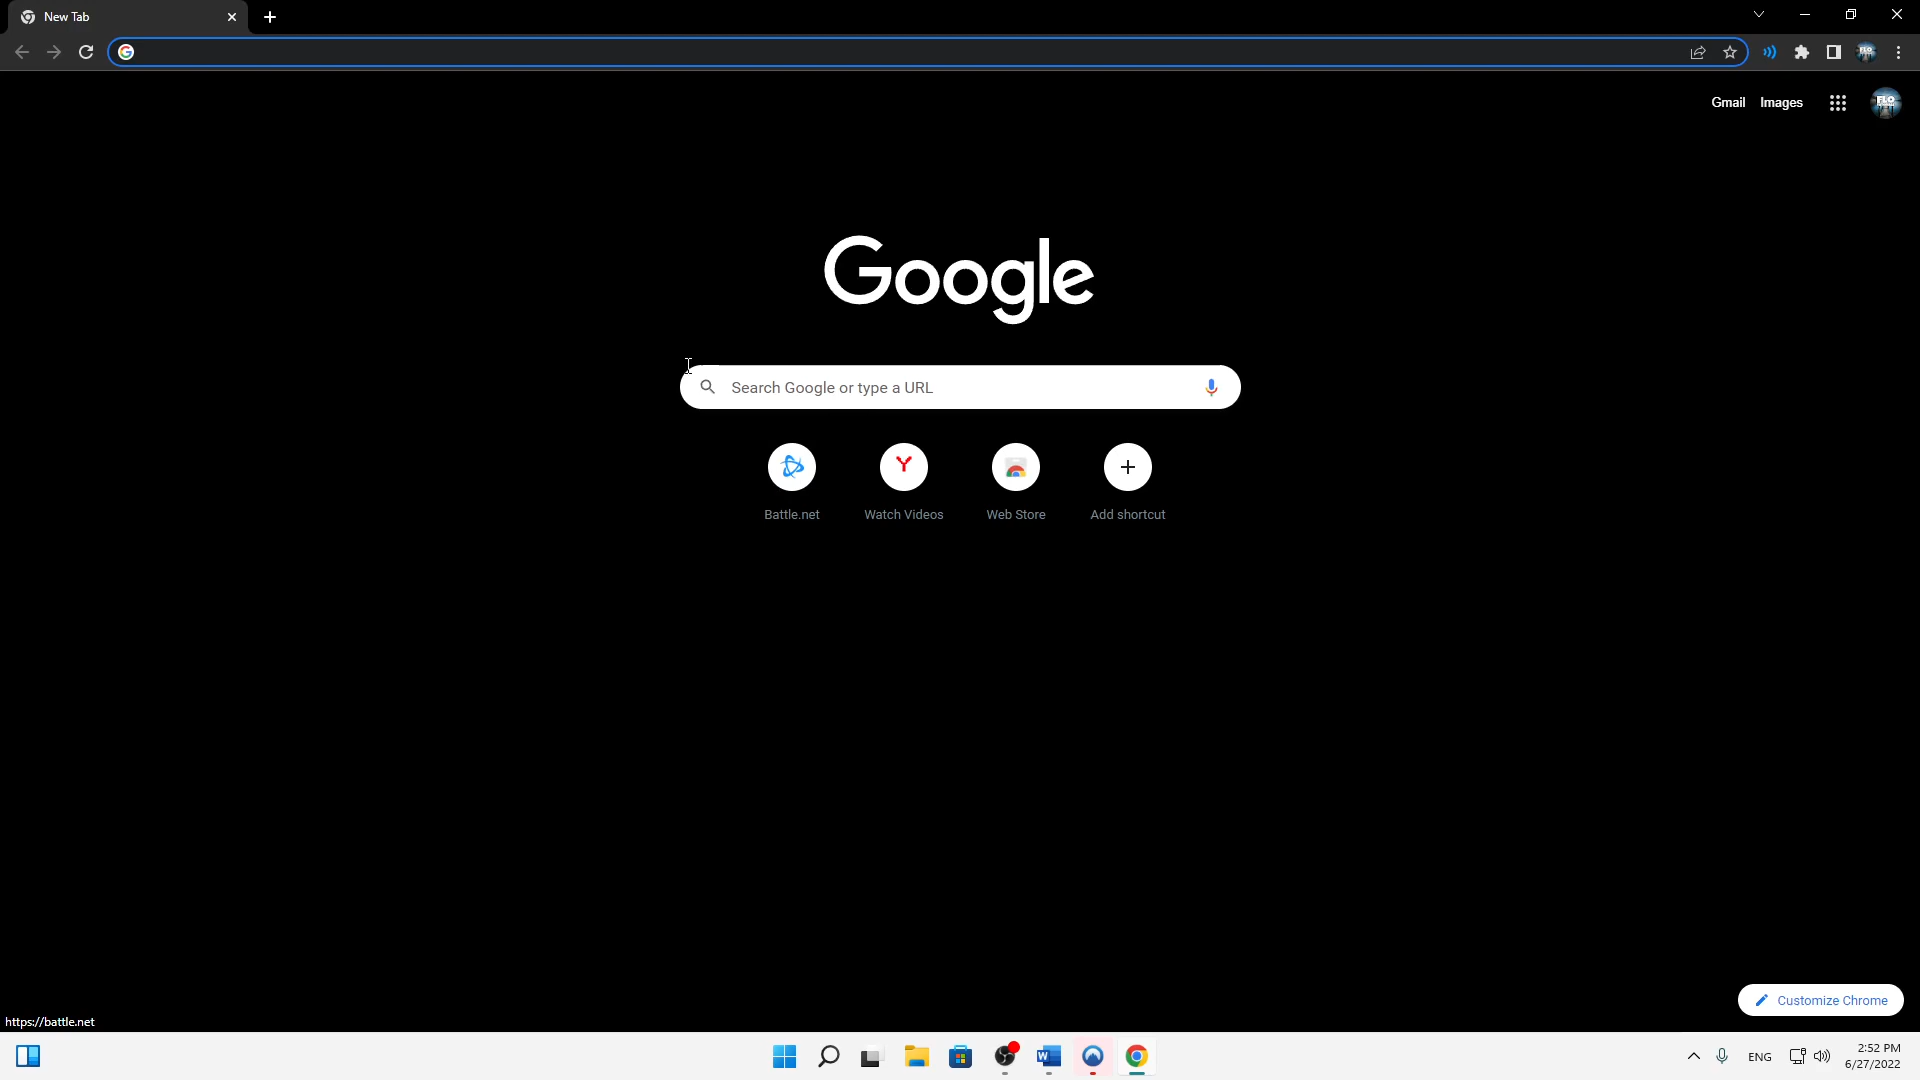 New Tab
Gmail
Images
FLO
Google
Search Google or type a URL
Battle.net
Watch Videos
Web Store
Add shortcut
Customize Chrome
https://battle.net
ENG
2:52 PM
6/27/2022